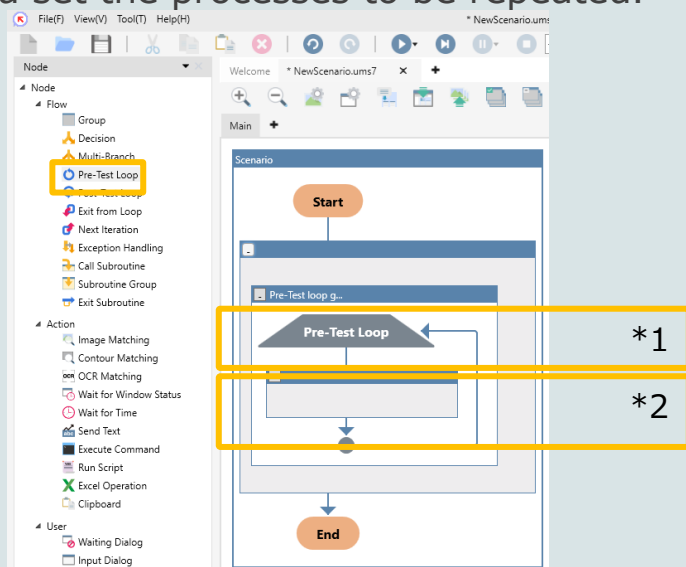 set the processes to be repeated.
File(F) View(V) Tool(T) Help(H)
* NewScenario.ums
Node
Welcome * NewScenario.ums7 X +
Node
Flow
Group
Decision
Multi-Branch
Pre-Test Loop
Post-Test Loop
Exit from Loop
Next Iteration
Exception Handling
Call Subroutine
Subroutine Group
Exit Subroutine
Action
Image Matching
Contour Matching
OCR Matching
Wait for Window Status
Wait for Time
Send Text
Execute Command
Run Script
Excel Operation
Clipboard
User
Waiting Dialog
Input Dialog
Main +
Scenario
Start
Pre-Test loop g...
Pre-Test Loop
*1
*2
End